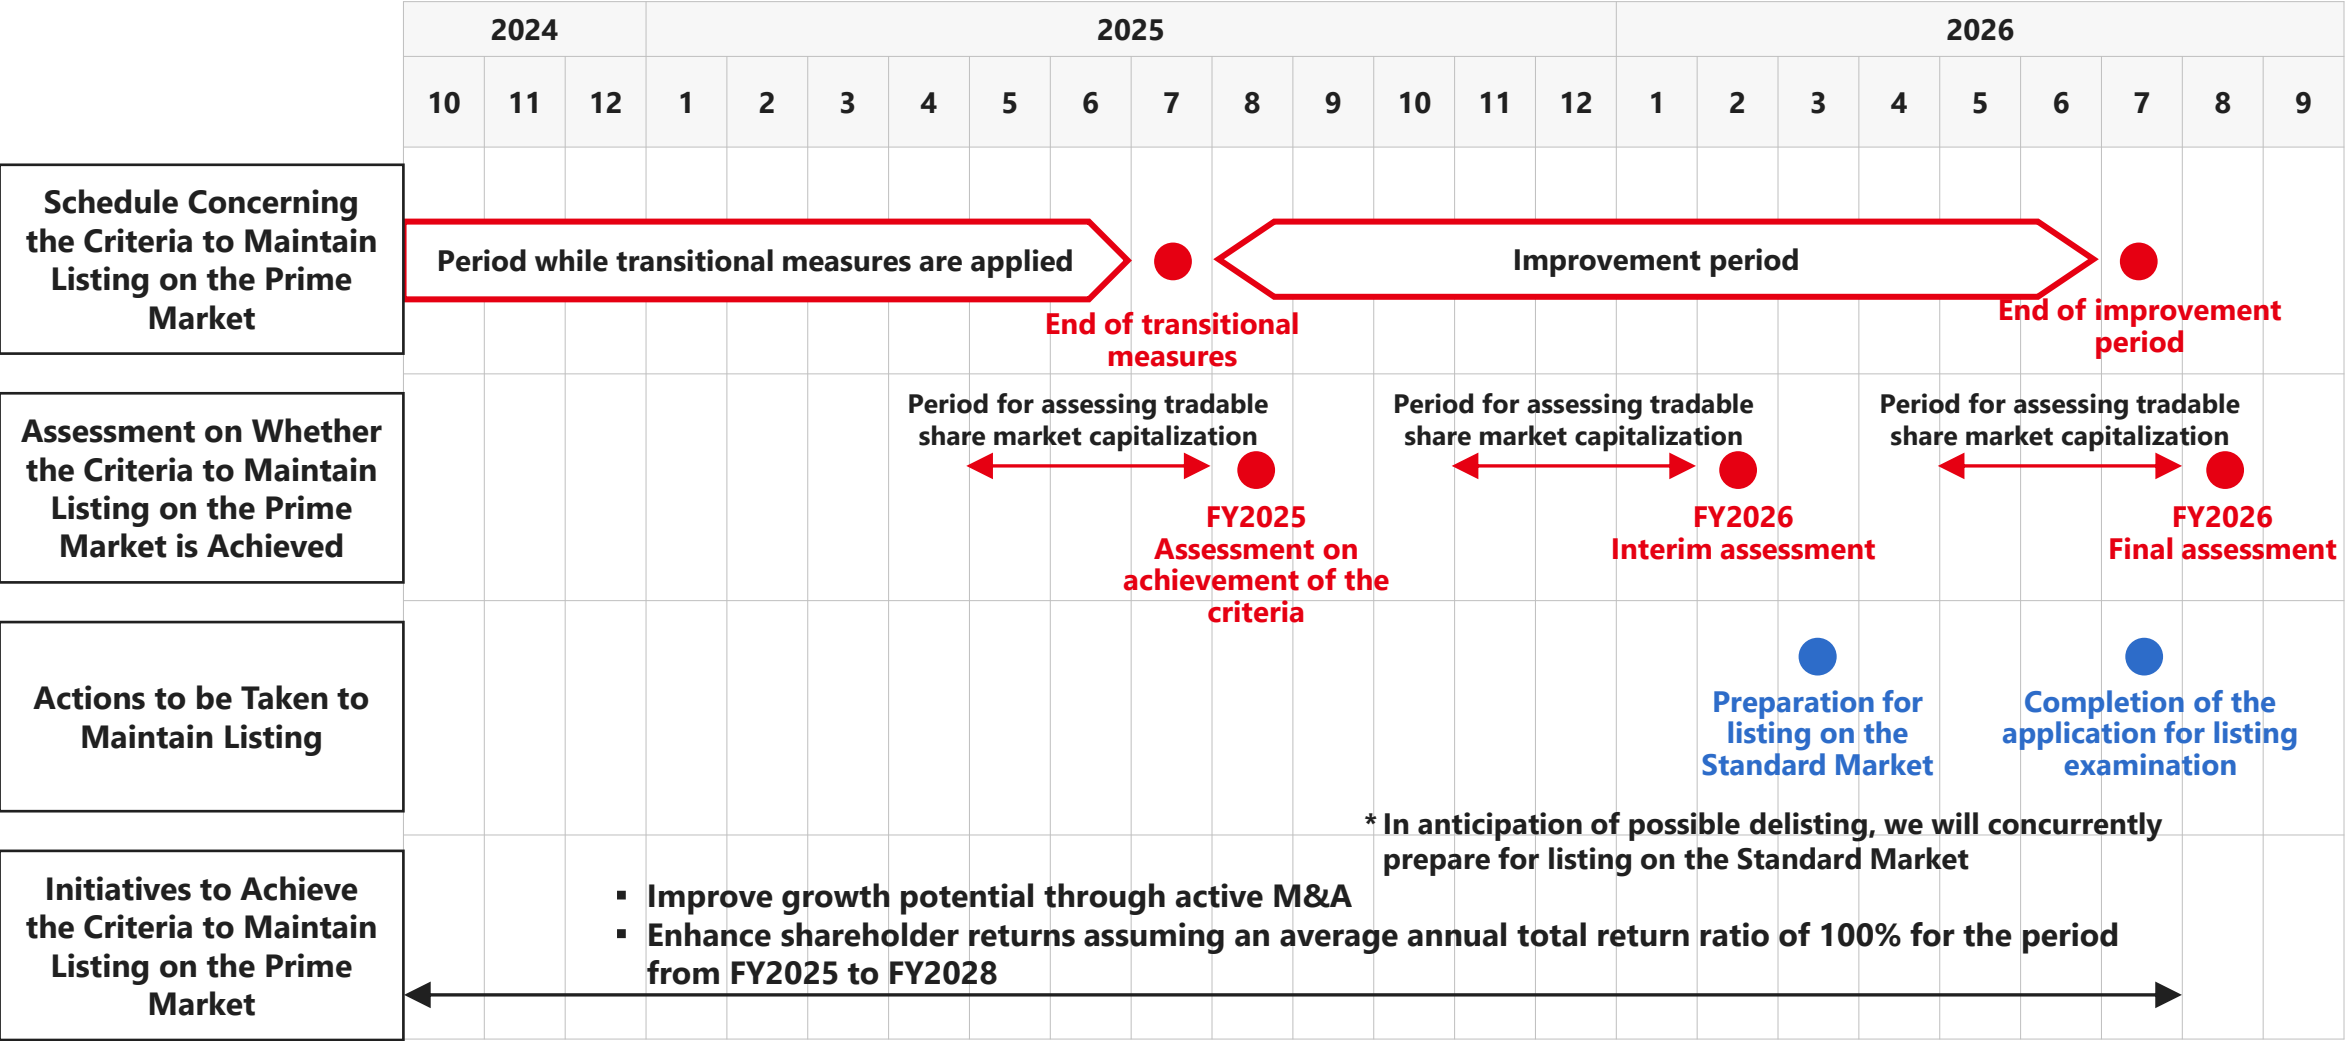 2024
2025
2026
10
11
12
1
2
3
4
5
6
7
8
9
10
11
12
1
2
3
4
5
6
7
8
9
Schedule Concerning
the Criteria to Maintain
Listing on the Prime
Market
Period while transitional measures are applied
End of transitional
measures
Improvement period
End of improvement
period
Assessment on Whether
the Criteria to Maintain
Listing on the Prime
Market is Achieved
Period for assessing tradable
share market capitalization
FY2025
Assessment on
achievement of the
criteria
Period for assessing tradable
share market capitalization
FY2026
Interim assessment
Period for assessing tradable
share market capitalization
FY2026
Final assessment
Actions to be Taken to
Maintain Listing
Preparation for
listing on the
Standard Market
Completion of the
application for listing
examination
* In anticipation of possible delisting, we will concurrently
prepare for listing on the Standard Market
Initiatives to Achieve
the Criteria to Maintain
Listing on the Prime
Market
▪ Improve growth potential through active M&A
▪ Enhance shareholder returns assuming an average annual total return ratio of 100% for the period
from FY2025 to FY2028